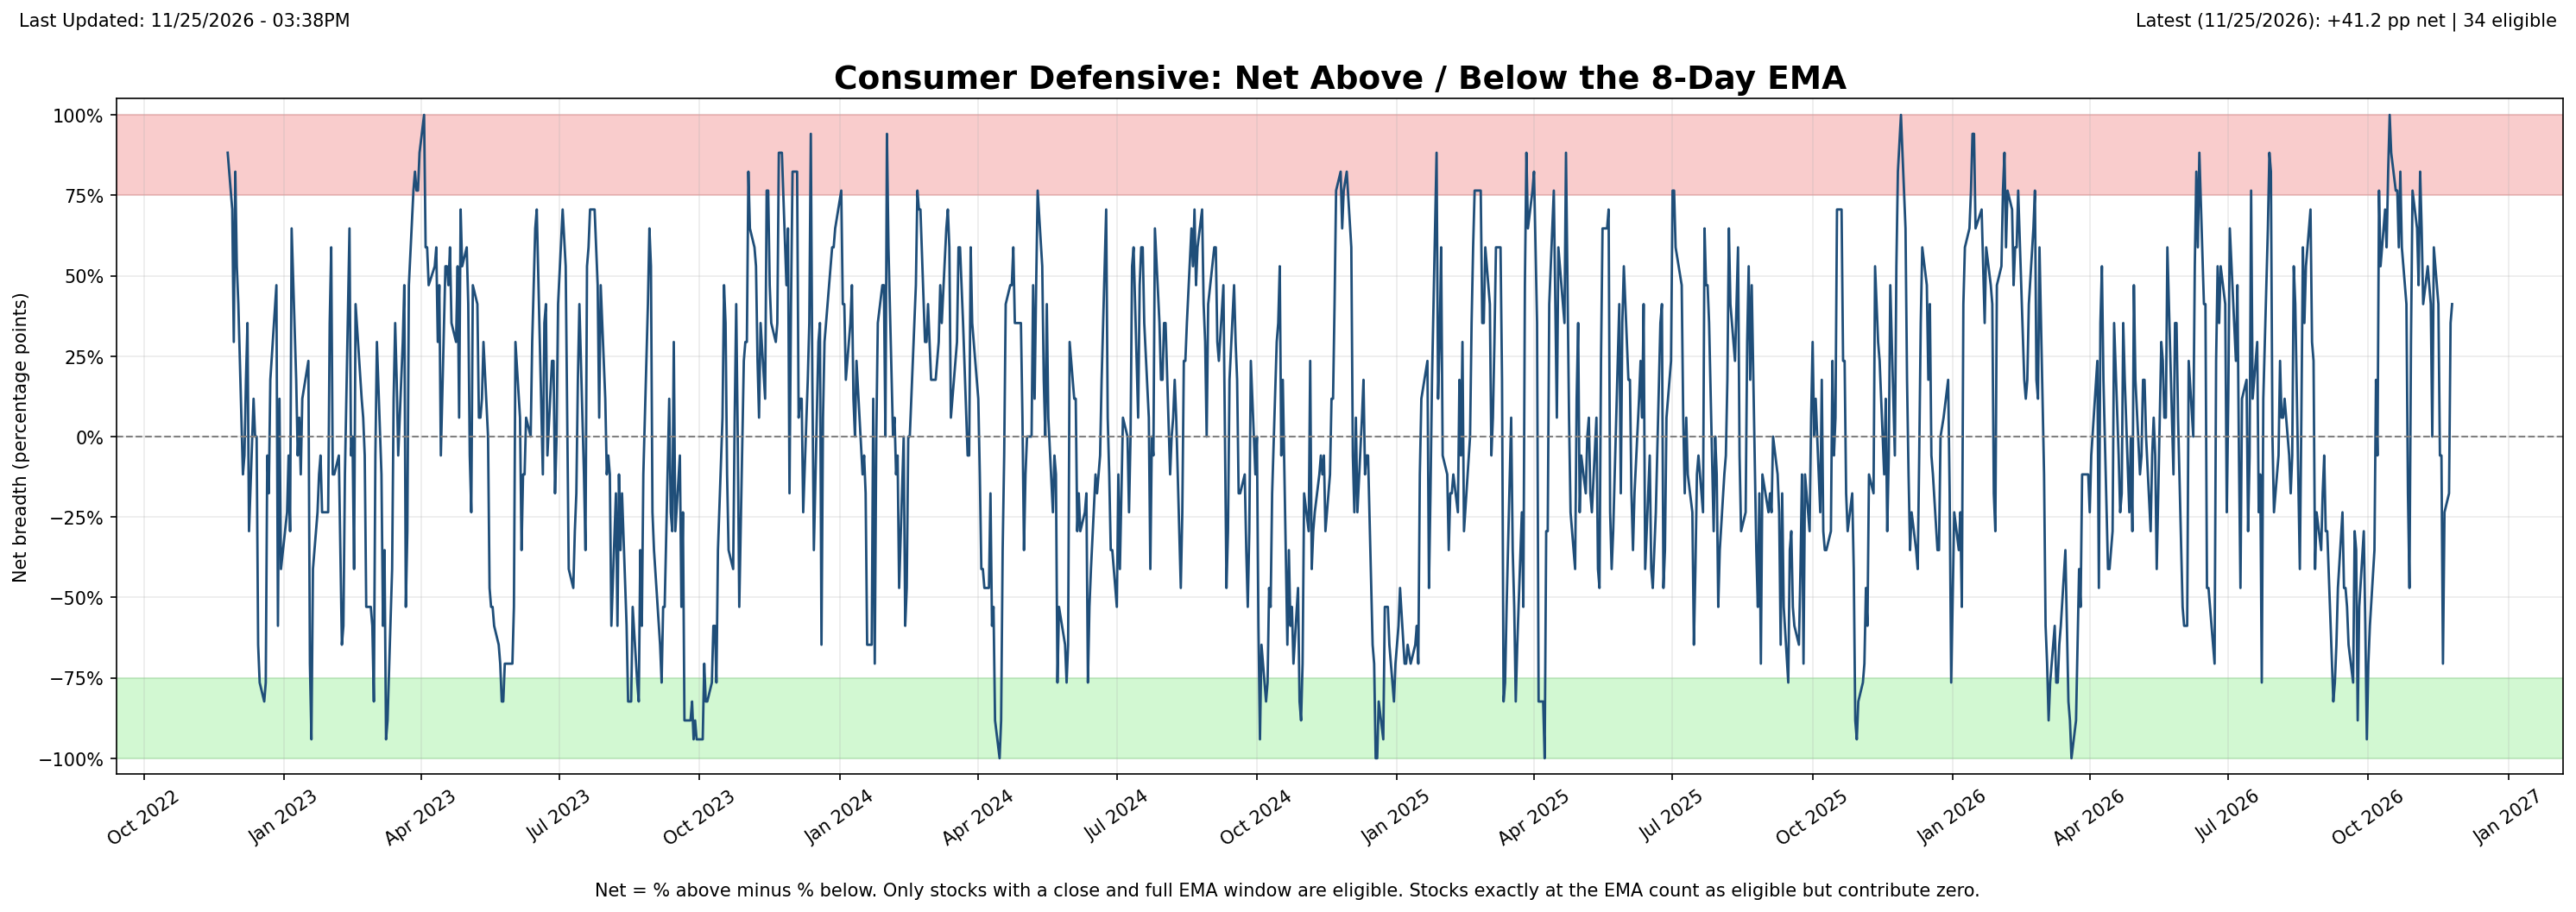 Last Updated: 11/25/2026 - 03:38PM
Latest (11/25/2026): +41.2 pp net | 34 eligible
Consumer Defensive: Net Above / Below the 8-Day EMA
Net breadth (percentage points)
100%
75%
50%
25%
0%
−25%
−50%
−75%
−100%
Oct 2022
Jan 2023
Apr 2023
Jul 2023
Oct 2023
Jan 2024
Apr 2024
Jul 2024
Oct 2024
Jan 2025
Apr 2025
Jul 2025
Oct 2025
Jan 2026
Apr 2026
Jul 2026
Oct 2026
Jan 2027
Net = % above minus % below. Only stocks with a close and full EMA window are eligible. Stocks exactly at the EMA count as eligible but contribute zero.